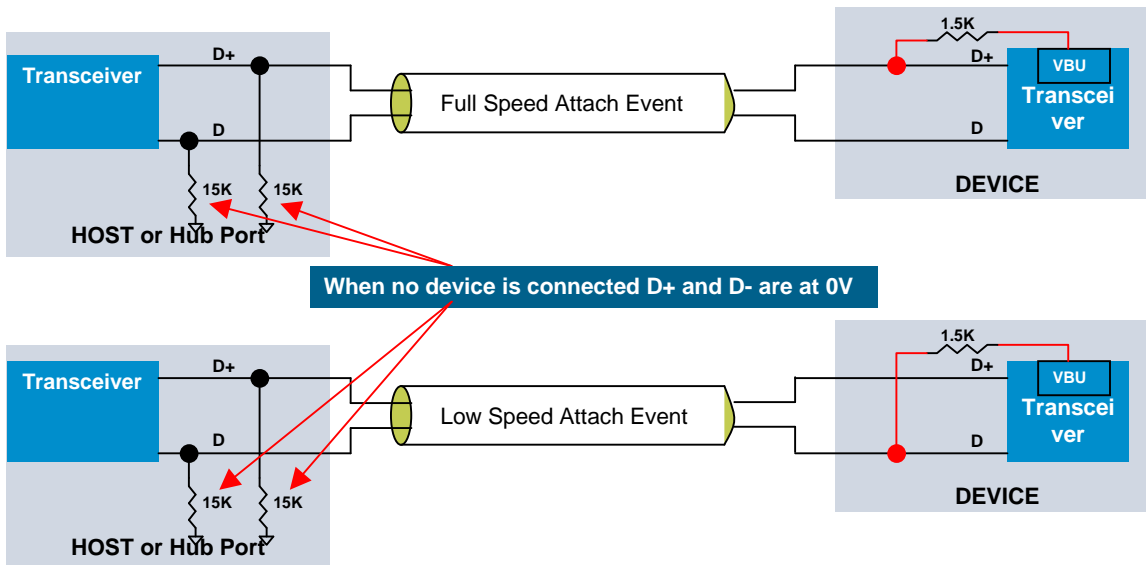 1.5K
D+
D+
Transceiver
VBU
Full Speed Attach Event
Transcei
ver
D
D
15K
15K
DEVICE
HOST or Hub Port
When no device is connected D+ and D- are at 0V
1.5K
D+
D+
Transceiver
VBU
Low Speed Attach Event
Transcei
ver
D
D
15K
15K
DEVICE
HOST or Hub Port